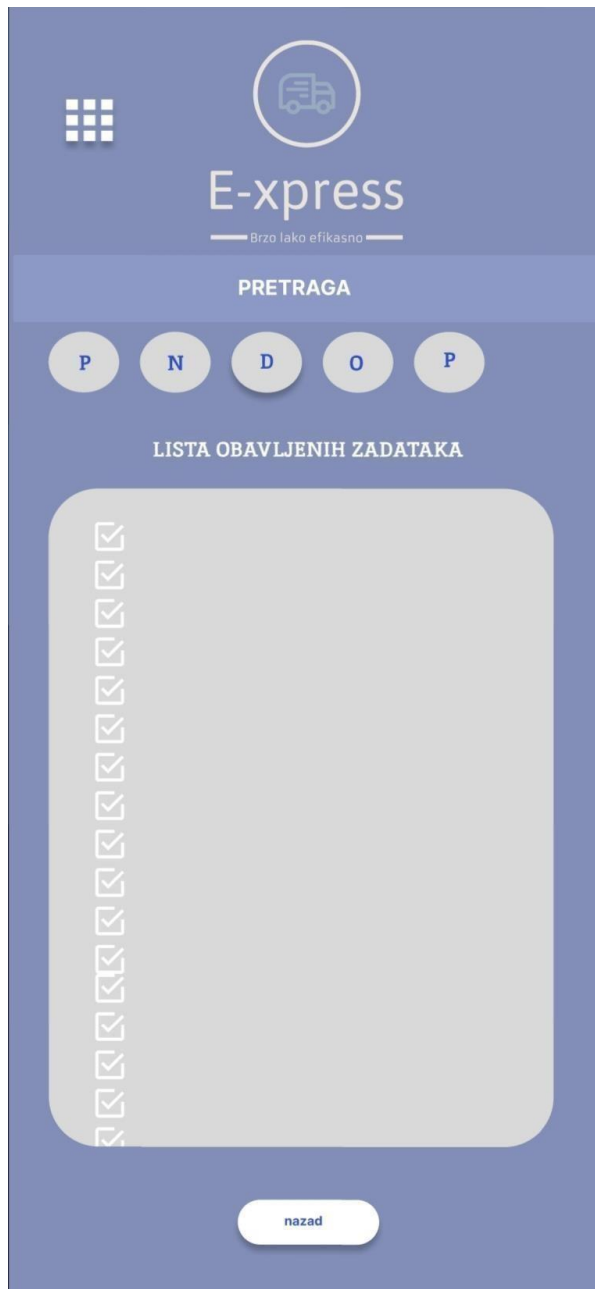 E-xpress
Brzo lako efikasno
PRETRAGA
P N D O P
LISTA OBAVLJENIH ZADATAKA
nazad